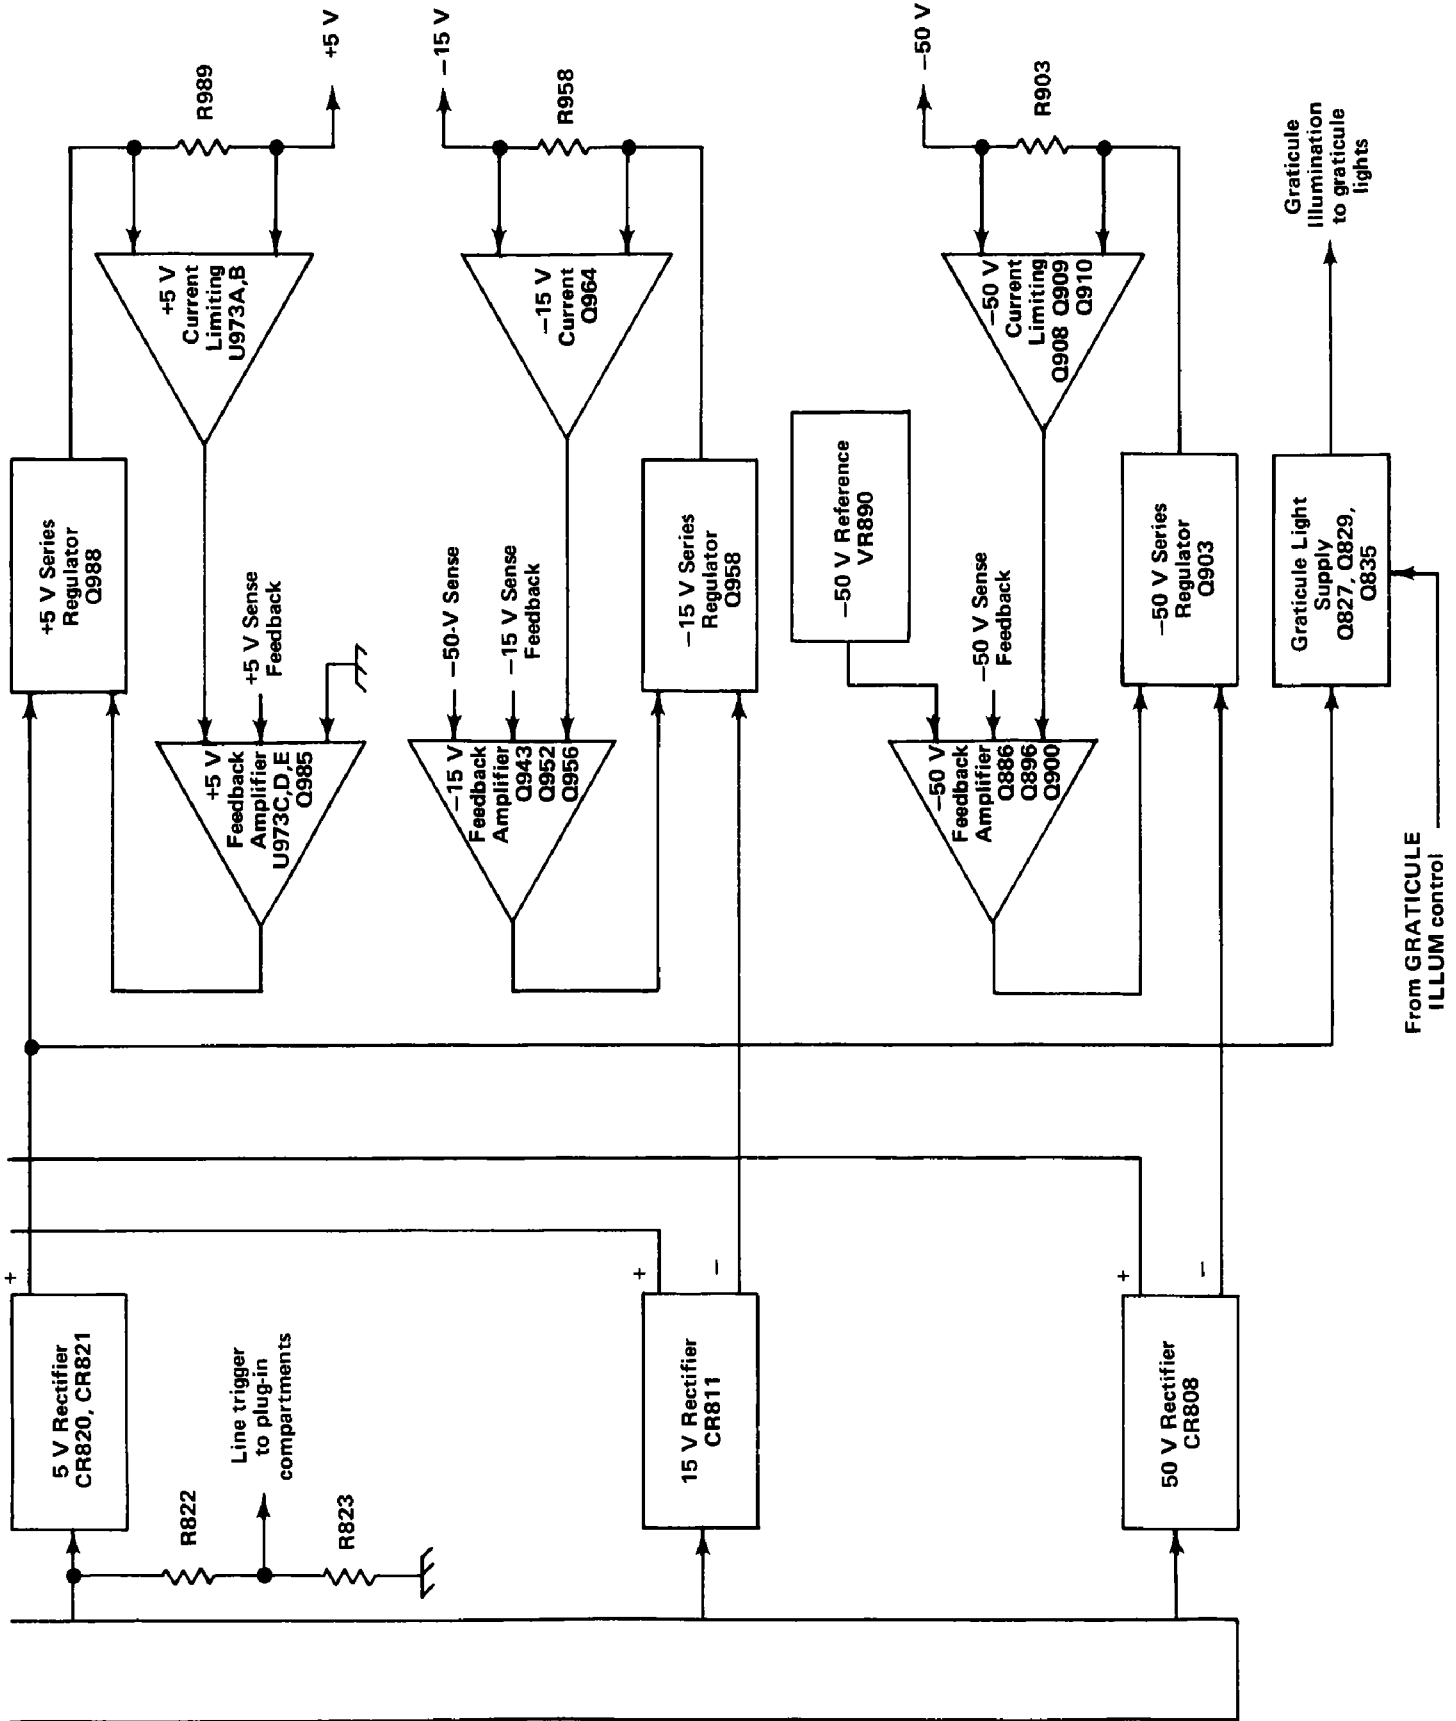 5 V Rectifier
CR820, CR821
+
R822
Line trigger
to plug-in
compartments
R823
15 V Rectifier
CR811
+
−
50 V Rectifier
CR808
+
−
+5 V Series
Regulator
Q988
+5 V
Feedback
Amplifier
U973C,D,E
Q985
+5 V Sense
Feedback
+5 V
Current
Limiting
U973A,B
R989
+5 V
−15 V
Feedback
Amplifier
Q943
Q952
Q956
−50-V Sense
−15 V Sense
Feedback
−15 V
Current
Q964
−15 V Series
Regulator
Q958
R958
−15 V
−50 V Reference
VR890
−50 V
Feedback
Amplifier
Q886
Q896
Q900
−50 V Sense
Feedback
−50 V
Current
Limiting
Q908 Q909
Q910
−50 V Series
Regulator
Q903
R903
−50 V
Graticule Light
Supply
Q827, Q829,
Q835
Graticule
Illumination
to graticule
lights
From GRATICULE
ILLUM control